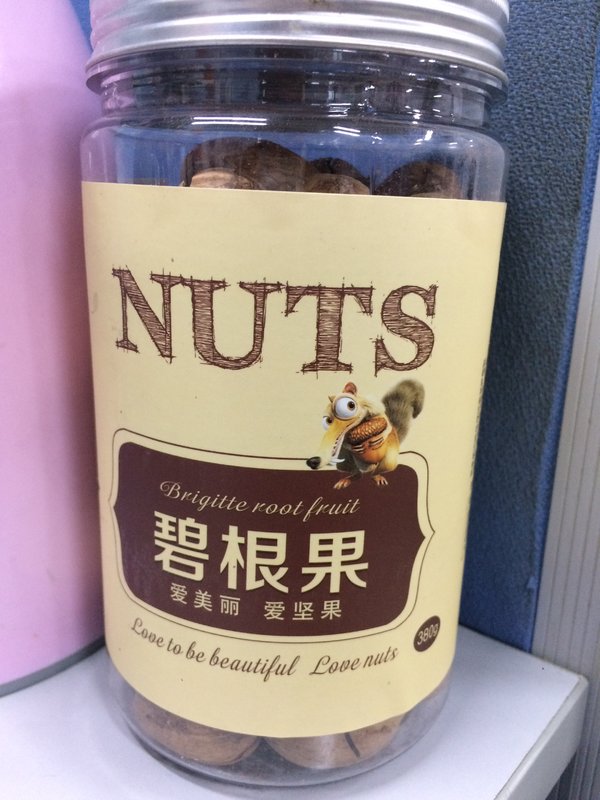 NUTS
Brigitte root fruit
碧根果
爱美丽 爱坚果
Love to be beautiful Love nuts
380g